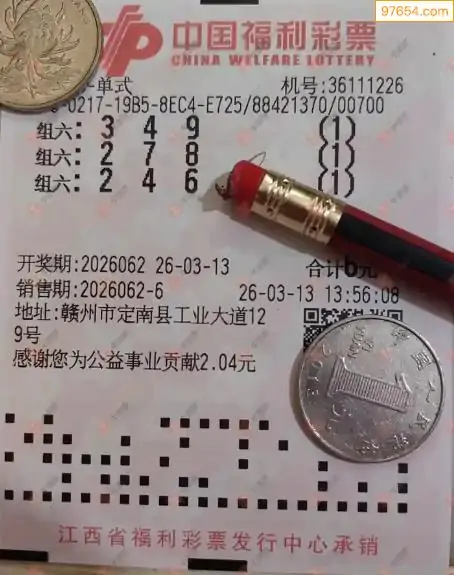 97654.com
中国福利彩票
CHINA WELFARE LOTTERY
-单式 机号:36111226
-0217-19B5-8EC4-E725/88421370/00700
组六: 3 4 9 (1)
组六: 2 7 8 (1)
组六: 2 4 6 (1)
开奖期:2026062 26-03-13 合计6元
销售期:2026062-6 26-03-13 13:56:08
地址:赣州市定南县工业大道12
9号
感谢您为公益事业贡献2.04元
江西省福利彩票发行中心承销